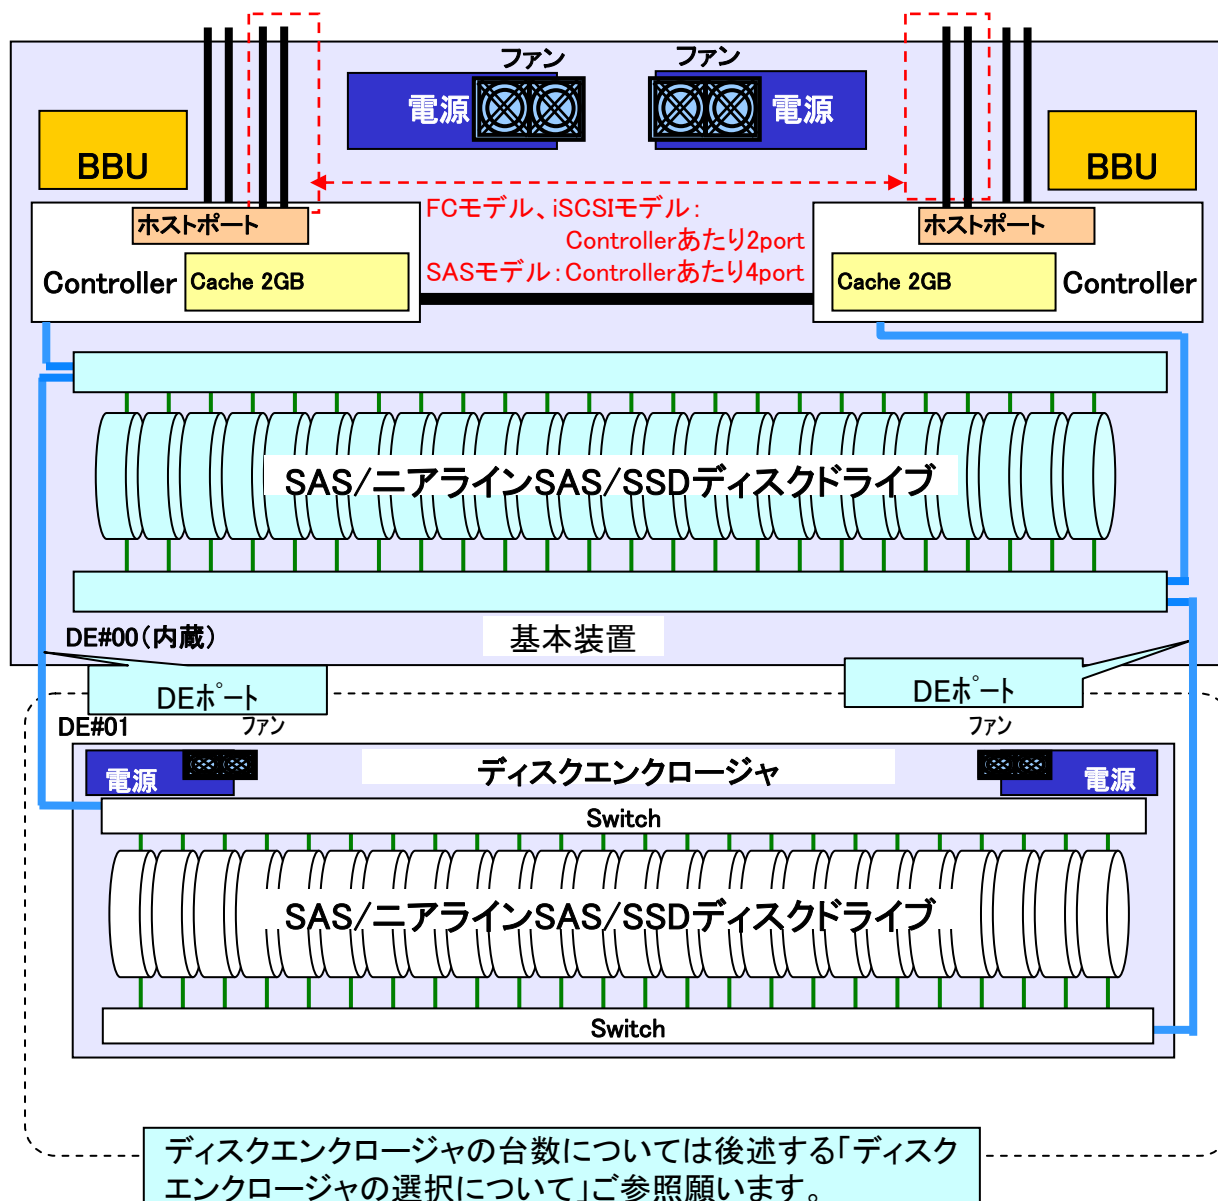 ファン
ファン
電源
電源
BBU
BBU
FCモデル、iSCSIモデル：
Controllerあたり2port
SASモデル：Controllerあたり4port
ホストポート
ホストポート
Controller
Cache 2GB
Cache 2GB
Controller
SAS/ニアラインSAS/SSDディスクドライブ
DE#00（内蔵）
基本装置
DEﾎﾟｰﾄ
DEﾎﾟｰﾄ
DE#01
ファン
ファン
電源
ディスクエンクロージャ
電源
Switch
SAS/ニアラインSAS/SSDディスクドライブ
Switch
ディスクエンクロージャの台数については後述する「ディスク
エンクロージャの選択について」ご参照願います。